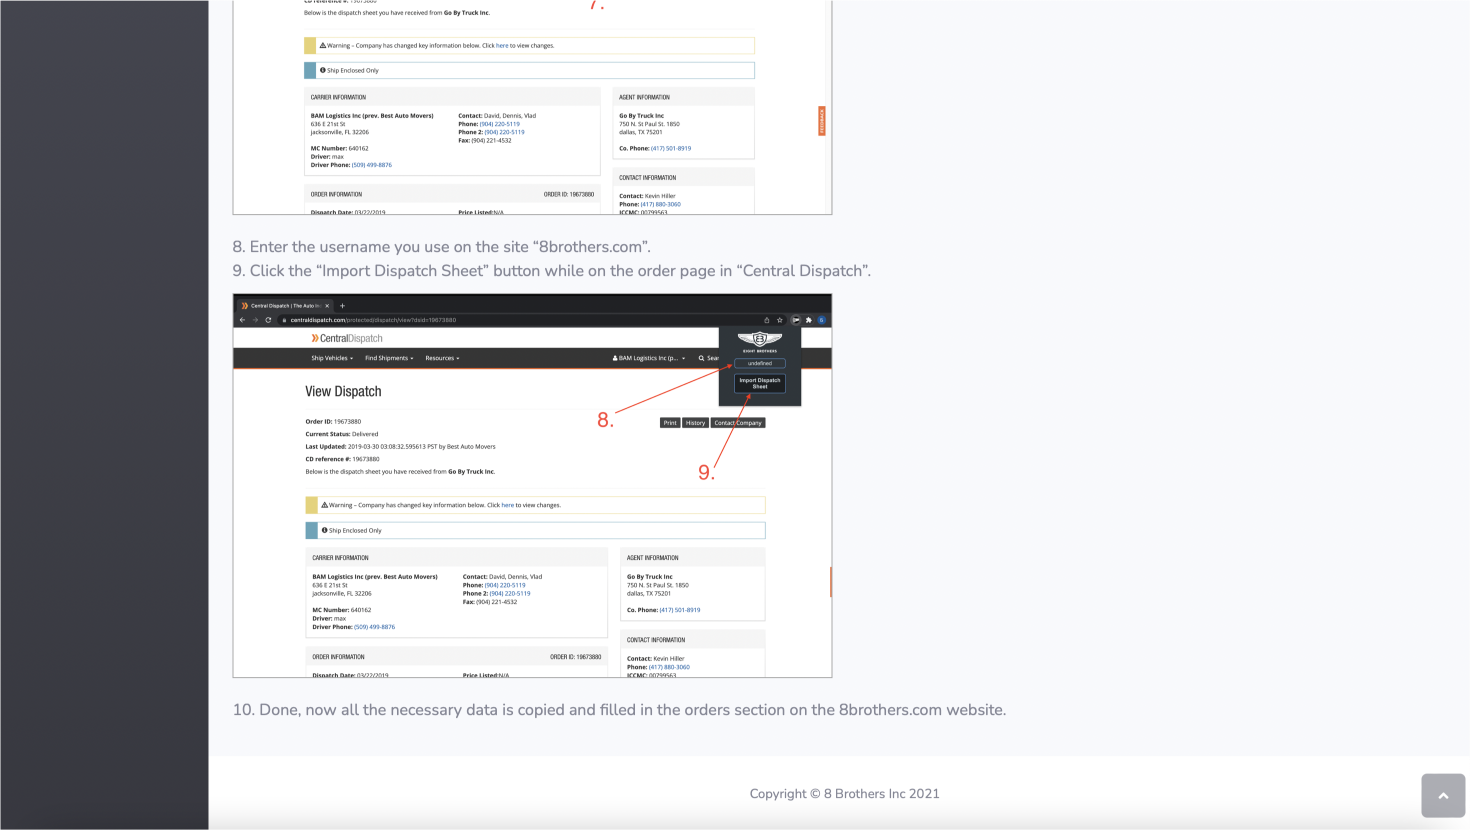 CD reference #: 19673880
7.
Below is the dispatch sheet you have received from Go By Truck Inc.
Warning – Company has changed key information below. Click here to view changes.
Ship Enclosed Only
CARRIER INFORMATION
BAM Logistics Inc (prev. Best Auto Movers)
636 E 21st St
jacksonville, FL 32206
MC Number: 640162
Driver: max
Driver Phone: (509) 499-8876
Contact: David, Dennis, Vlad
Phone: (904) 220-5119
Phone 2: (904) 220-5119
Fax: (904) 221-4532
AGENT INFORMATION
Go By Truck Inc
750 N. St Paul St. 1850
dallas, TX 75201
Co. Phone: (417) 501-8919
FEEDBACK
CONTACT INFORMATION
Contact: Kevin Hiller
Phone: (417) 880-3060
ICCMC: 00799563
ORDER INFORMATION
ORDER ID: 19673880
Dispatch Date: 03/22/2019
Price Listed:N/A
8. Enter the username you use on the site “8brothers.com”.
9. Click the “Import Dispatch Sheet” button while on the order page in “Central Dispatch”.
Central Dispatch | The Auto In
centraldispatch.com/protected/dispatch/view?dsid=19673880
CentralDispatch
Ship Vehicles
Find Shipments
Resources
BAM Logistics Inc (p...
Sear
EIGHT BROTHERS
undefined
Import Dispatch
Sheet
View Dispatch
8.
9.
Order ID: 19673880
Current Status: Delivered
Last Updated: 2019-03-30 03:08:32.595613 PST by Best Auto Movers
CD reference #: 19673880
Below is the dispatch sheet you have received from Go By Truck Inc.
Print
History
Contact Company
Warning – Company has changed key information below. Click here to view changes.
Ship Enclosed Only
CARRIER INFORMATION
BAM Logistics Inc (prev. Best Auto Movers)
636 E 21st St
jacksonville, FL 32206
MC Number: 640162
Driver: max
Driver Phone: (509) 499-8876
Contact: David, Dennis, Vlad
Phone: (904) 220-5119
Phone 2: (904) 220-5119
Fax: (904) 221-4532
AGENT INFORMATION
Go By Truck Inc
750 N. St Paul St. 1850
dallas, TX 75201
Co. Phone: (417) 501-8919
CONTACT INFORMATION
Contact: Kevin Hiller
Phone: (417) 880-3060
ICCMC: 00799563
ORDER INFORMATION
ORDER ID: 19673880
Dispatch Date: 03/22/2019
Price Listed:N/A
10. Done, now all the necessary data is copied and filled in the orders section on the 8brothers.com website.
Copyright © 8 Brothers Inc 2021